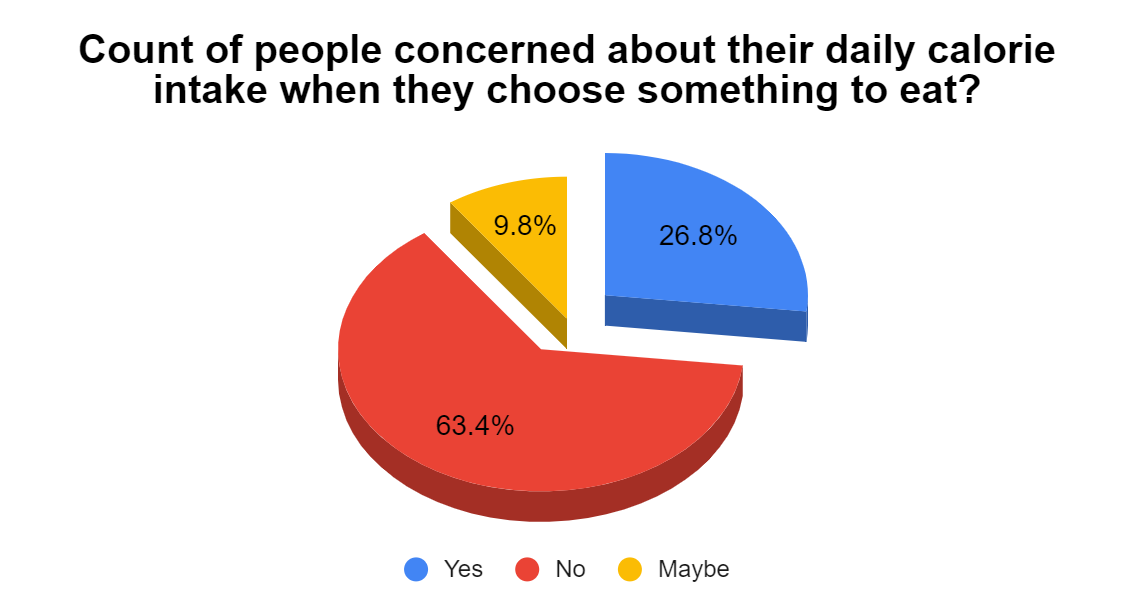 Count of people concerned about their daily calorie
intake when they choose something to eat?
9.8%
26.8%
63.4%
Yes No Maybe